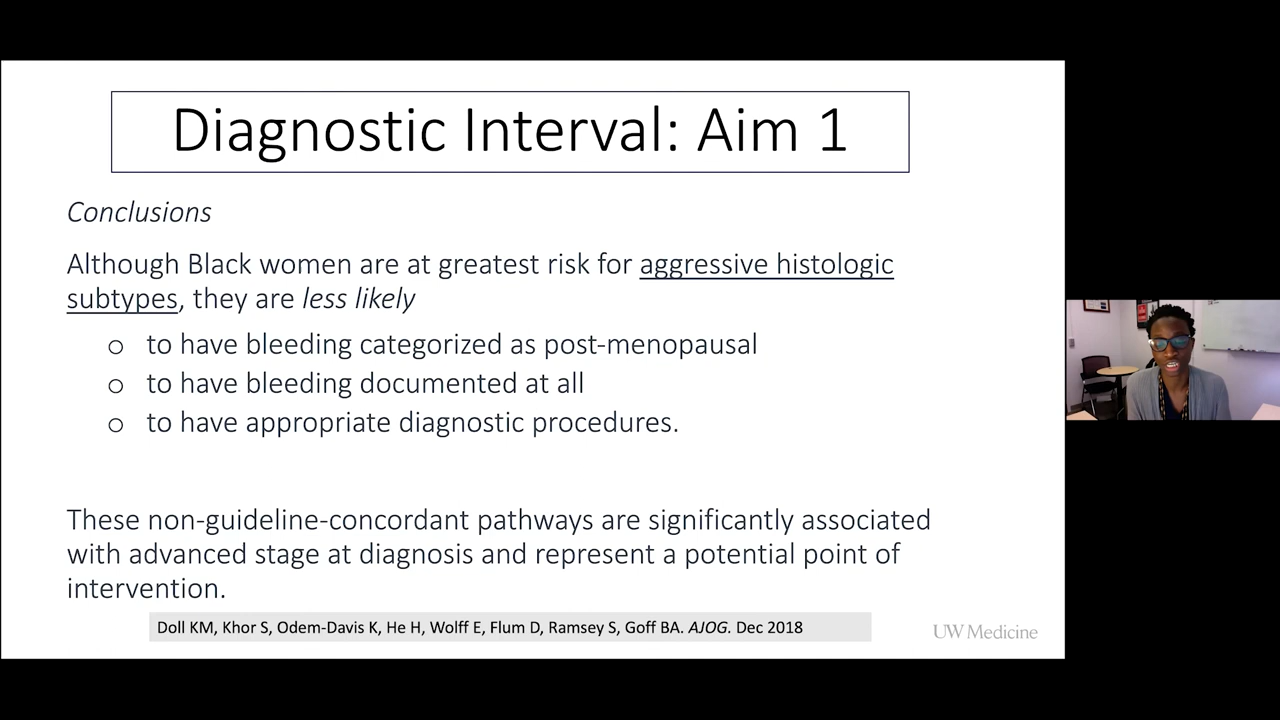 Diagnostic Interval: Aim 1
Conclusions
Although Black women are at greatest risk for aggressive histologic
subtypes, they are less likely
o to have bleeding categorized as post-menopausal
o to have bleeding documented at all
o to have appropriate diagnostic procedures.
These non-guideline-concordant pathways are significantly associated
with advanced stage at diagnosis and represent a potential point of
intervention.
Doll KM, Khor S, Odem-Davis K, He H, Wolff E, Flum D, Ramsey S, Goff BA. AJOG. Dec 2018
UW Medicine